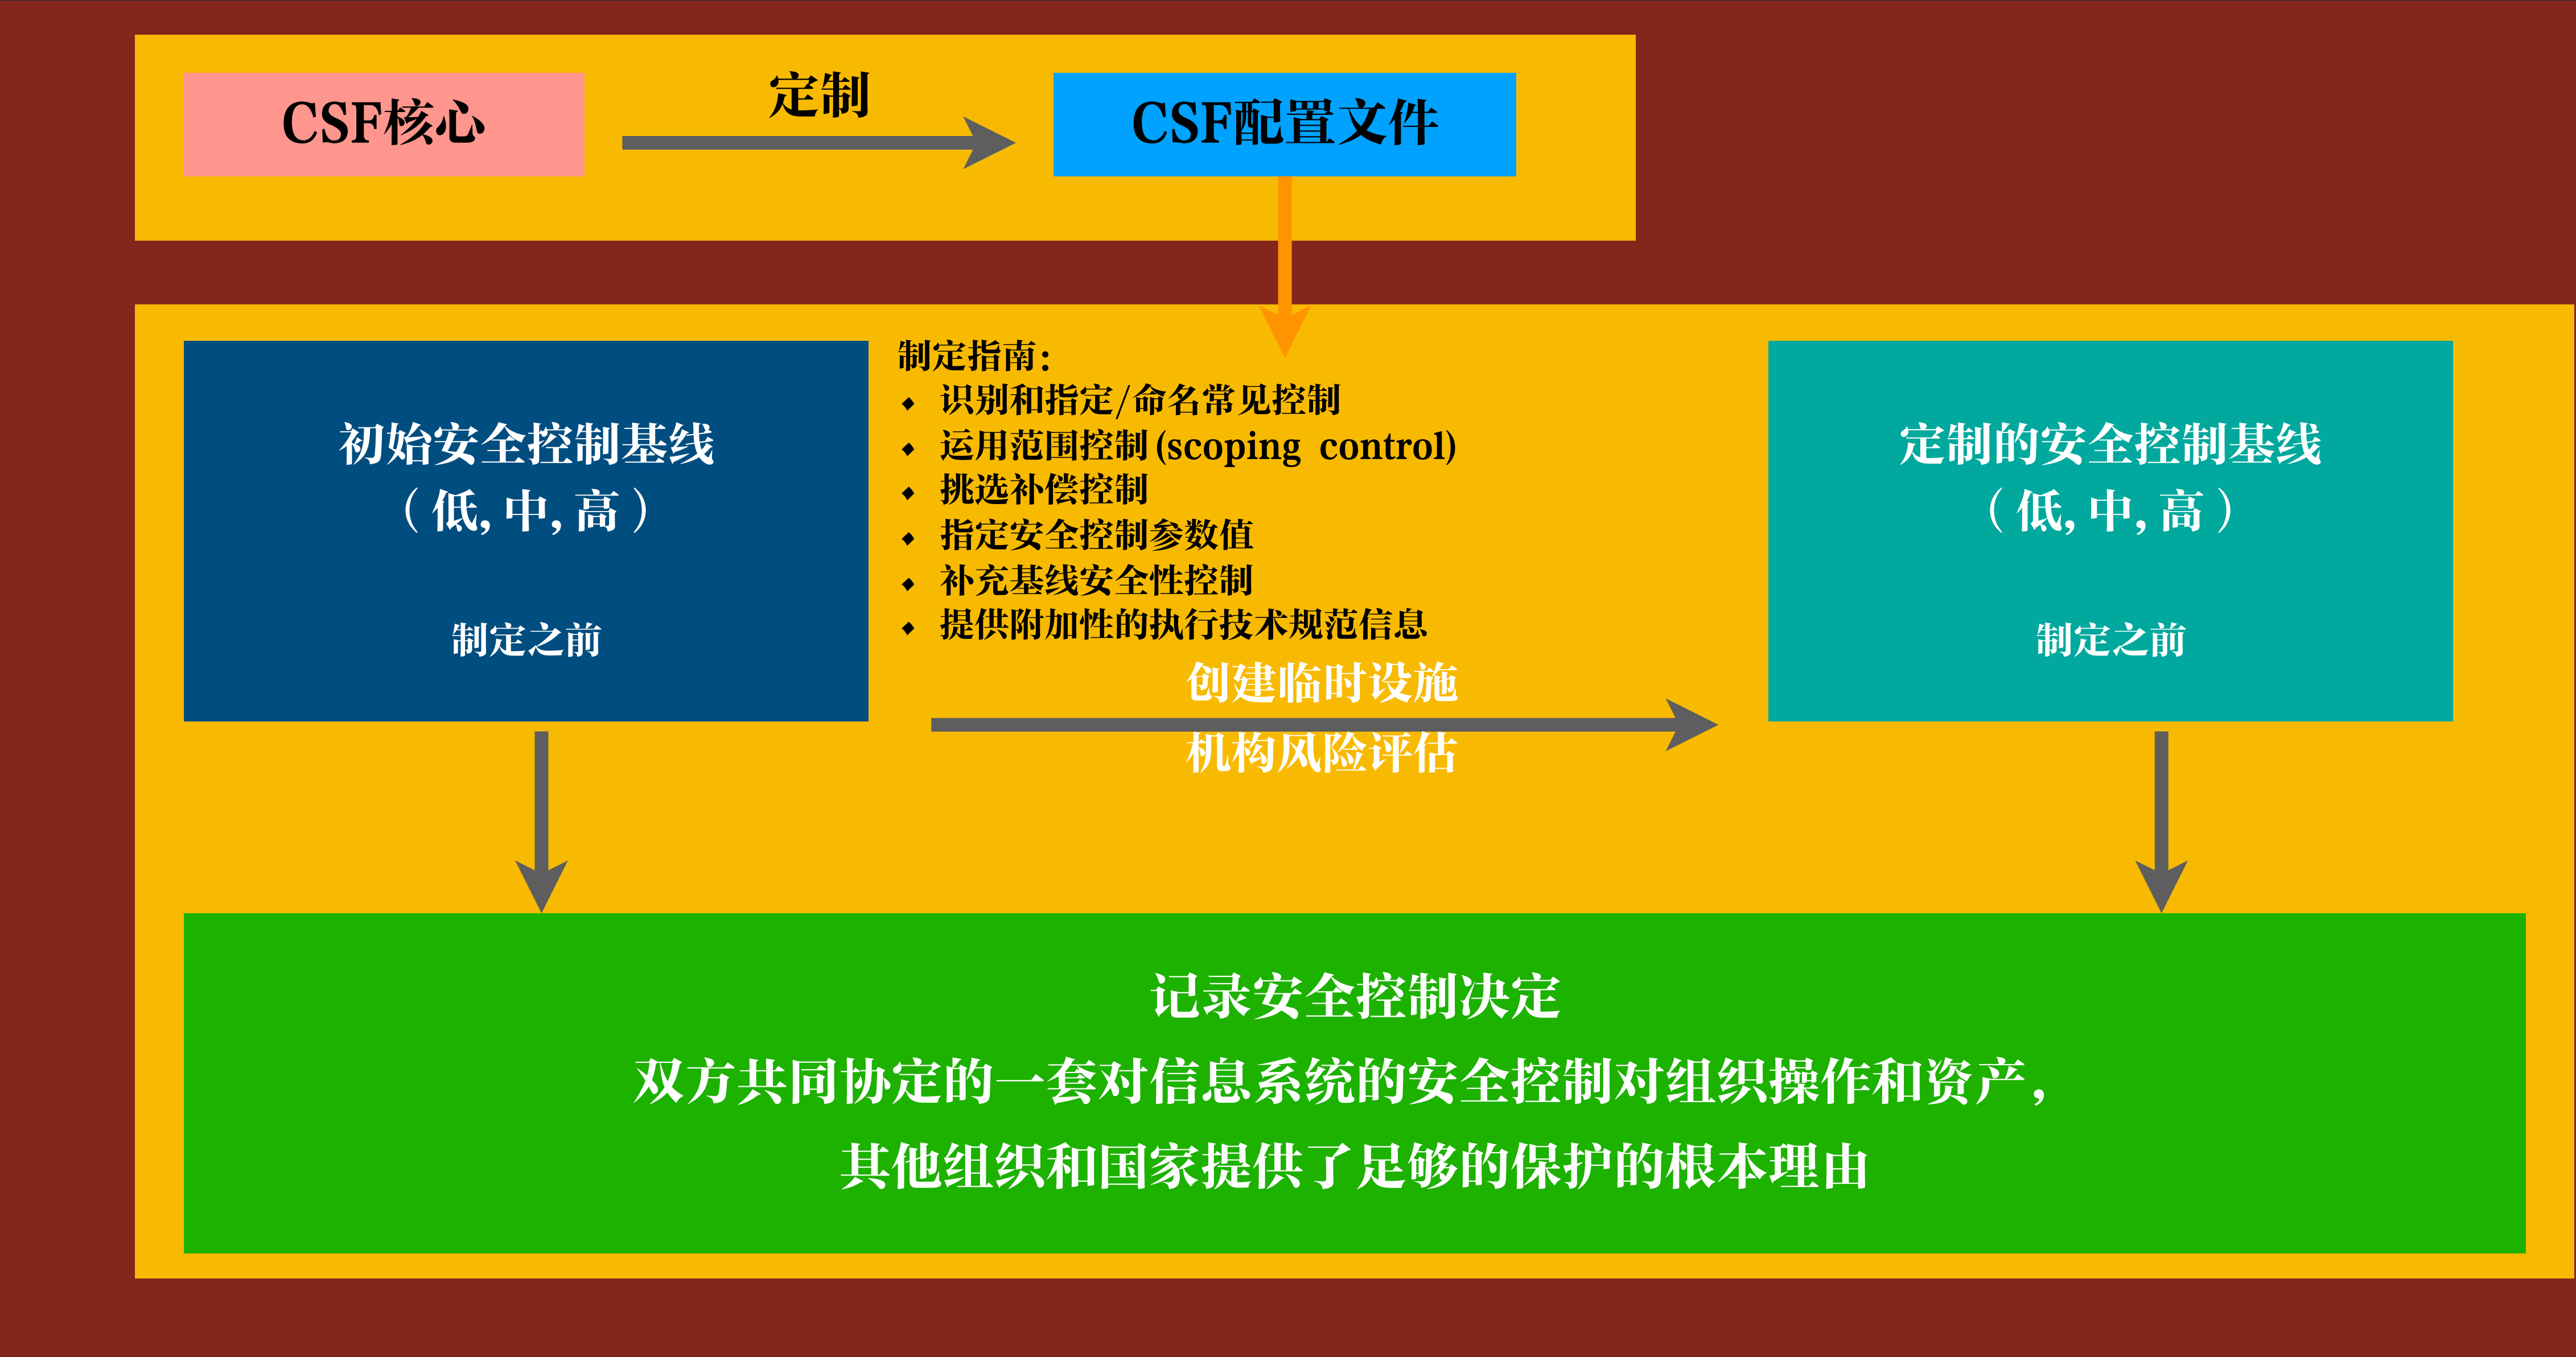 CSF核心
定制
CSF配置文件
初始安全控制基线
（低, 中, 高）
制定之前
制定指南：
◆ 识别和指定/命名常见控制
◆ 运用范围控制(scoping control)
◆ 挑选补偿控制
◆ 指定安全控制参数值
◆ 补充基线安全性控制
◆ 提供附加性的执行技术规范信息
创建临时设施
机构风险评估
定制的安全控制基线
（低, 中, 高）
制定之前
记录安全控制决定
双方共同协定的一套对信息系统的安全控制对组织操作和资产，
其他组织和国家提供了足够的保护的根本理由